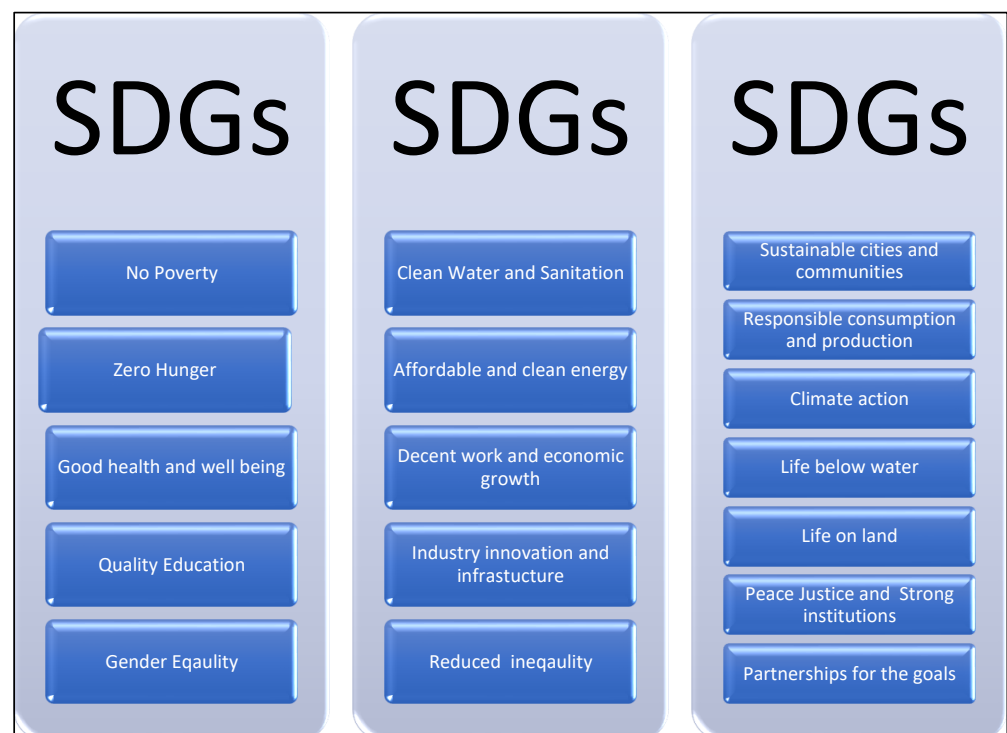 SDGs
No Poverty
Zero Hunger
Good health and well being
Quality Education
Gender Eqaulity
SDGs
Clean Water and Sanitation
Affordable and clean energy
Decent work and economic
growth
Industry innovation and
infrastucture
Reduced  ineqaulity
SDGs
Sustainable cities and
communities
Responsible consumption
and production
Climate action
Life below water
Life on land
Peace Justice and  Strong
institutions
Partnerships for the goals